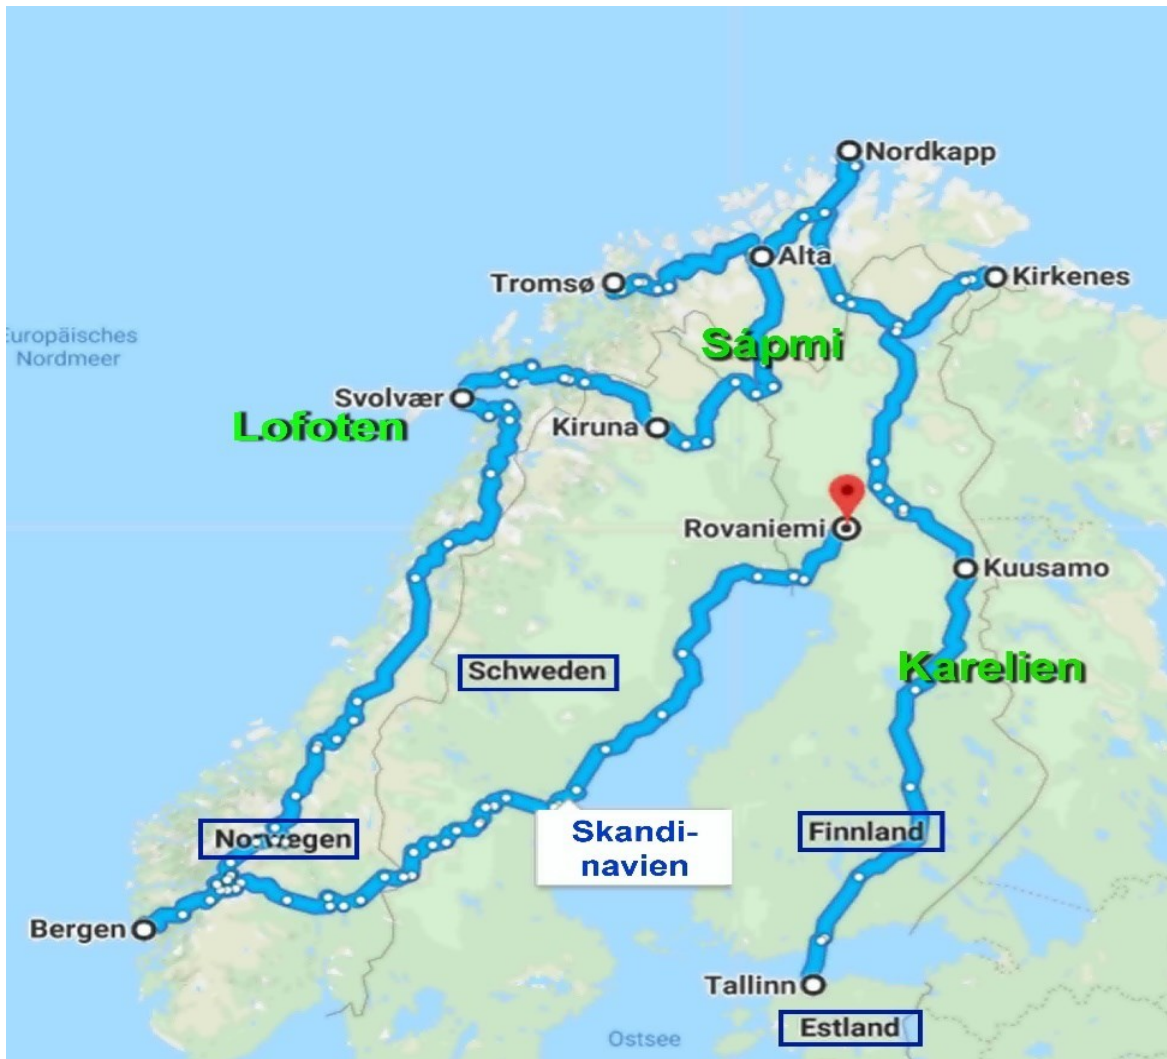 Nordkapp
Alta
Tromsø
Kirkenes
Europäisches
Nordmeer
Sápmi
Svolvær
Lofoten
Kiruna
Rovaniemi
Kuusamo
Schweden
Karelien
Skandi-
navien
Norwegen
Finnland
Bergen
Tallinn
Estland
Ostsee